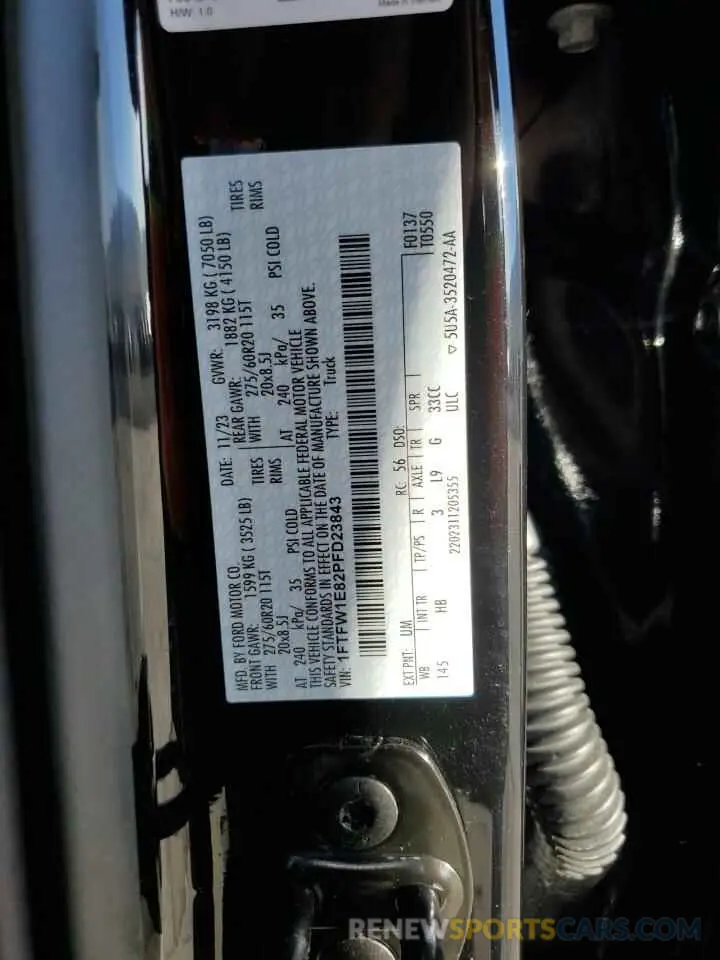 H/W: 1.0
MFD. BY FORD MOTOR CO.
DATE: 11/23 GVWR: 3198 KG ( 7050 LB)
FRONT GAWR: 1599 KG ( 3525 LB) REAR GAWR: 1882 KG ( 4150 LB)
WITH 275/60R20 115T TIRES WITH 275/60R20 115T TIRES
20x8.5J RIMS 20x8.5J RIMS
AT 240 kPa/ 35 PSI COLD AT 240 kPa/ 35 PSI COLD
THIS VEHICLE CONFORMS TO ALL APPLICABLE FEDERAL MOTOR VEHICLE
SAFETY STANDARDS IN EFFECT ON THE DATE OF MANUFACTURE SHOWN ABOVE.
VIN: 1FTFW1E82PFD23843 TYPE: Truck
EXT PNT: UM RC: 56 DSO: F0137
WB INT TR TP/PS R AXLE TR SPR T0550
145 HB 3 L9 G 33CC
2202311205355 ULC ▽ 5U5A-3520472-AA
RENEWSPORTCARS.COM